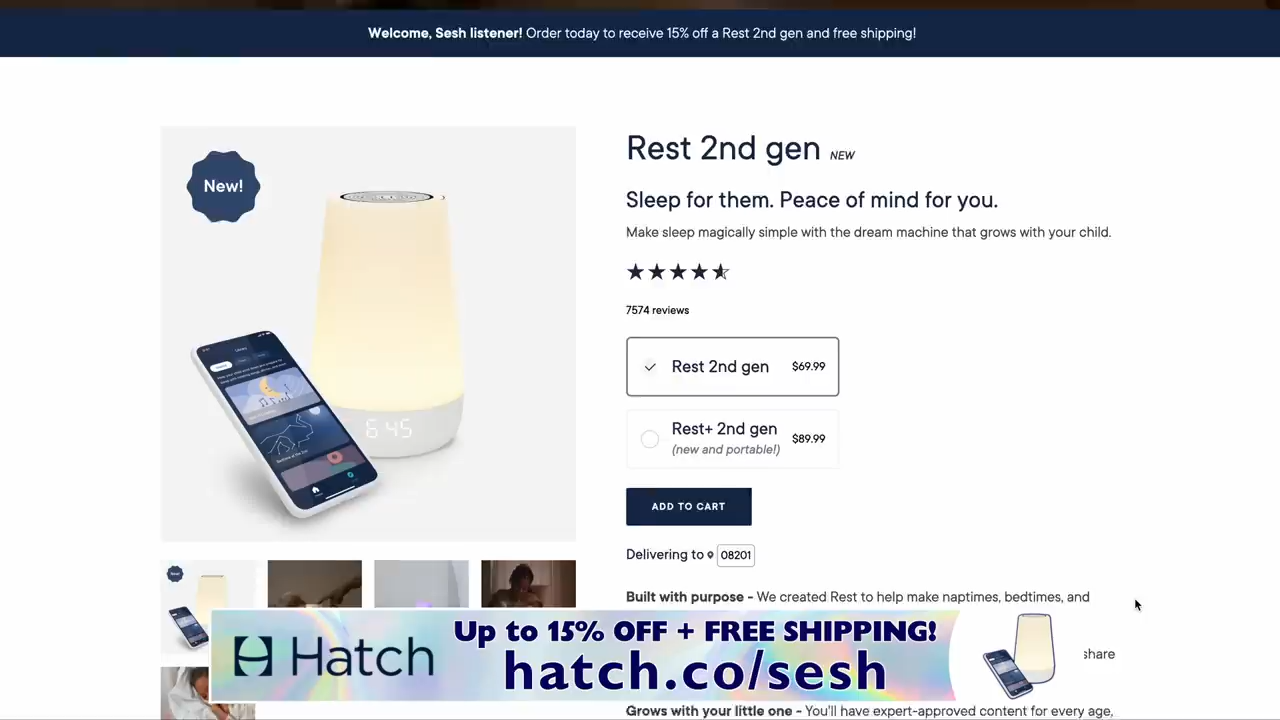 Welcome, Sesh listener! Order today to receive 15% off a Rest 2nd gen and free shipping!
New!
Rest 2nd gen NEW
Sleep for them. Peace of mind for you.
Make sleep magically simple with the dream machine that grows with your child.
7574 reviews
Rest 2nd gen $69.99
Rest+ 2nd gen
(new and portable!)
$89.99
6 45
ADD TO CART
Delivering to 08201
New!
Built with purpose - We created Rest to help make naptimes, bedtimes, and
share
Hatch
Up to 15% OFF + FREE SHIPPING!
hatch.co/sesh
Grows with your little one - You'll have expert-approved content for every age,